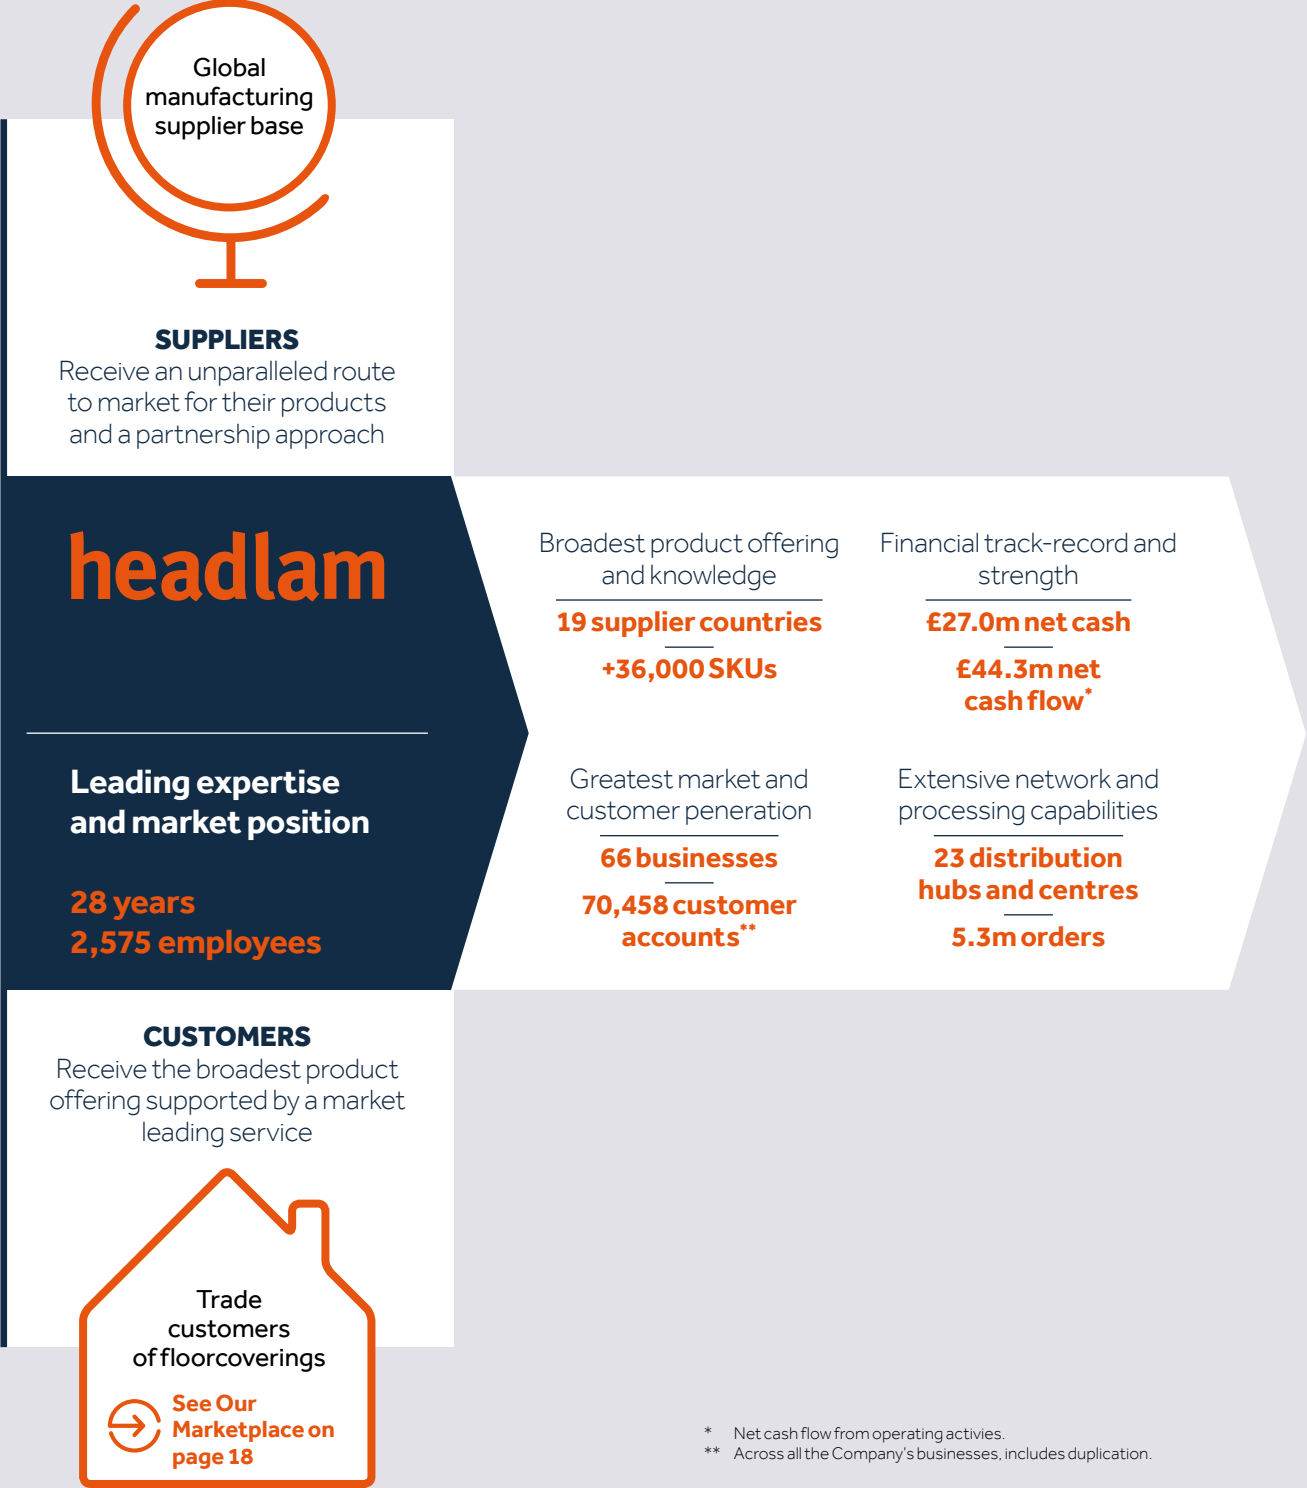 Global
manufacturing
supplier base
SUPPLIERS
Receive an unparalleled route
to market for their products
and a partnership approach
headlam
Leading expertise
and market position
28 years
2,575 employees
Broadest product offering
and knowledge
19 supplier countries
+36,000 SKUs
Financial track-record and
strength
£27.0m net cash
£44.3m net
cash flow*
Greatest market and
customer peneration
66 businesses
70,458 customer
accounts**
Extensive network and
processing capabilities
23 distribution
hubs and centres
5.3m orders
CUSTOMERS
Receive the broadest product
offering supported by a market
leading service
Trade
customers
of floorcoverings
See Our
Marketplace on
page 18
* Net cash flow from operating activies.
** Across all the Company's businesses, includes duplication.